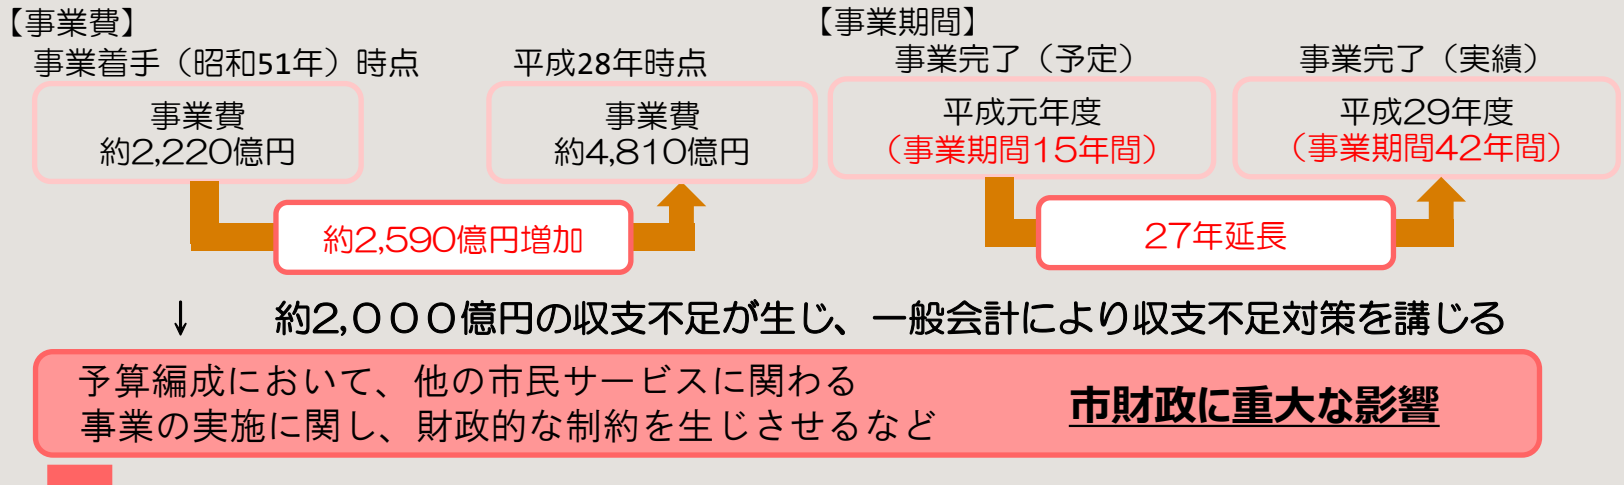 【事業費】
事業着手（昭和51年）時点
平成28年時点
事業費
約2,220億円
事業費
約4,810億円
約2,590億円増加
【事業期間】
事業完了（予定）
事業完了（実績）
平成元年度
（事業期間15年間）
平成29年度
（事業期間42年間）
27年延長
↓ 約2,０００億円の収支不足が生じ、一般会計により収支不足対策を講じる
予算編成において、他の市民サービスに関わる
事業の実施に関し、財政的な制約を生じさせるなど
市財政に重大な影響